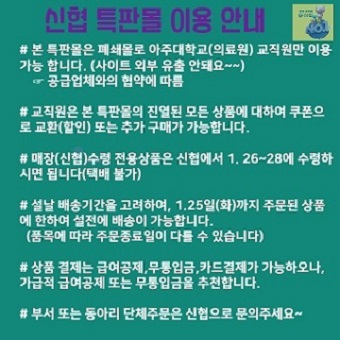 신협 특판몰 이용 안내
# 본 특판몰은 폐쇄몰로 아주대학교(의료원) 교직원만 이용
가능 합니다. (사이트 외부 유출 안돼요~~)
☞ 공급업체와의 협약에 따름
# 교직원은 본 특판몰의 진열된 모든 상품에 대하여 쿠폰으
로 교환(할인) 또는 추가 구매가 가능합니다.
# 매장(신협)수령 전용상품은 신협에서 1, 26~28에 수령하
시면 됩니다(택배 불가)
# 설날 배송기간을 고려하여, 1.25일(화)까지 주문된 상품
에 한하여 설전에 배송이 가능합니다.
(품목에 따라 주문종료일이 다를 수 있습니다)
# 상품 결제는 급여공제,무통입금,카드결제가 가능하오나,
가급적 급여공제 또는 무통입금을 추천합니다.
# 부서 또는 동아리 단체주문은 신협으로 문의주세요~